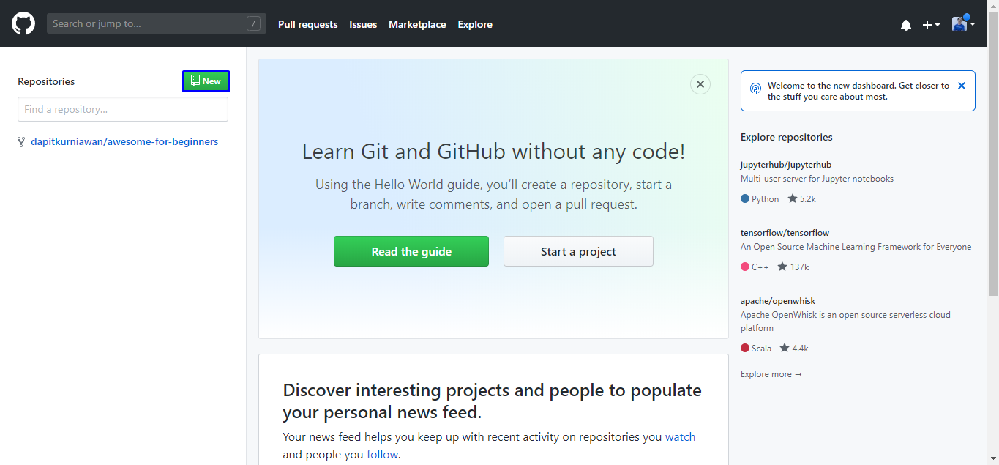 Search or jump to...
/
Pull requests
Issues
Marketplace
Explore
Repositories
New
Find a repository...
dapitkurniawan/awesome-for-beginners
Learn Git and GitHub without any code!
Using the Hello World guide, you’ll create a repository, start a
branch, write comments, and open a pull request.
Read the guide
Start a project
Discover interesting projects and people to populate
your personal news feed.
Your news feed helps you keep up with recent activity on repositories you watch
and people you follow.
Welcome to the new dashboard. Get closer to
the stuff you care about most.
Explore repositories
jupyterhub/jupyterhub
Multi-user server for Jupyter notebooks
Python 5.2k
tensorflow/tensorflow
An Open Source Machine Learning Framework for Everyone
C++ 137k
apache/openwhisk
Apache OpenWhisk is an open source serverless cloud
platform
Scala 4.4k
Explore more →